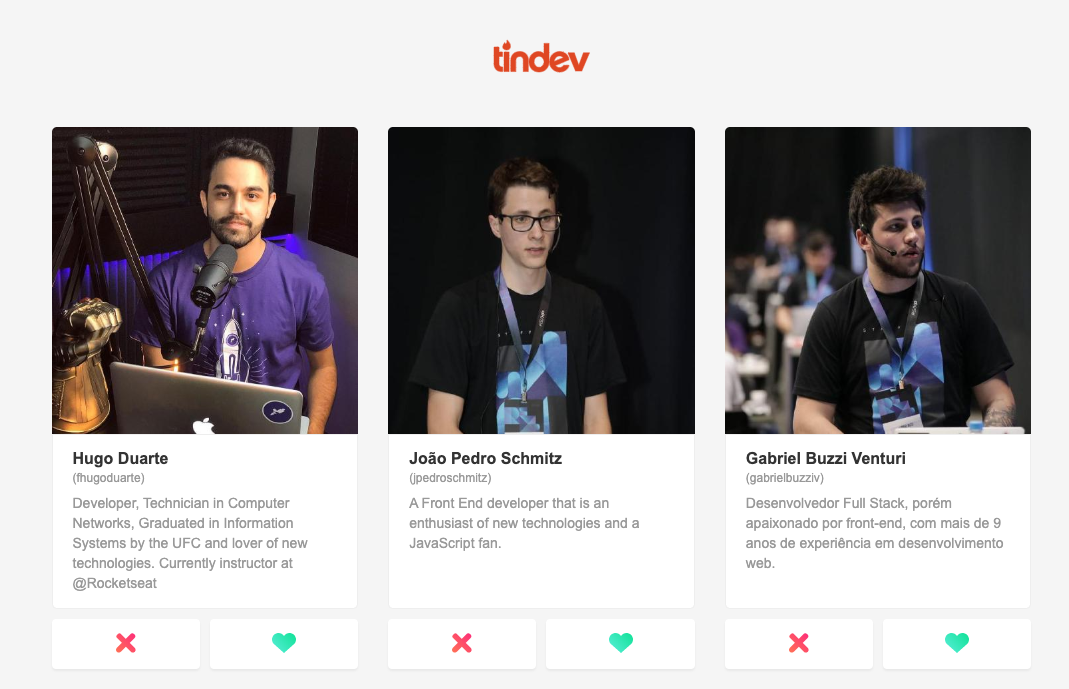 tindev
Hugo Duarte
(fhugoduarte)
Developer, Technician in Computer
Networks, Graduated in Information
Systems by the UFC and lover of new
technologies. Currently instructor at
@Rocketseat
João Pedro Schmitz
(jpedroschmitz)
A Front End developer that is an
enthusiast of new technologies and a
JavaScript fan.
Gabriel Buzzi Venturi
(gabrielbuzziv)
Desenvolvedor Full Stack, porém
apaixonado por front-end, com mais de 9
anos de experiência em desenvolvimento
web.